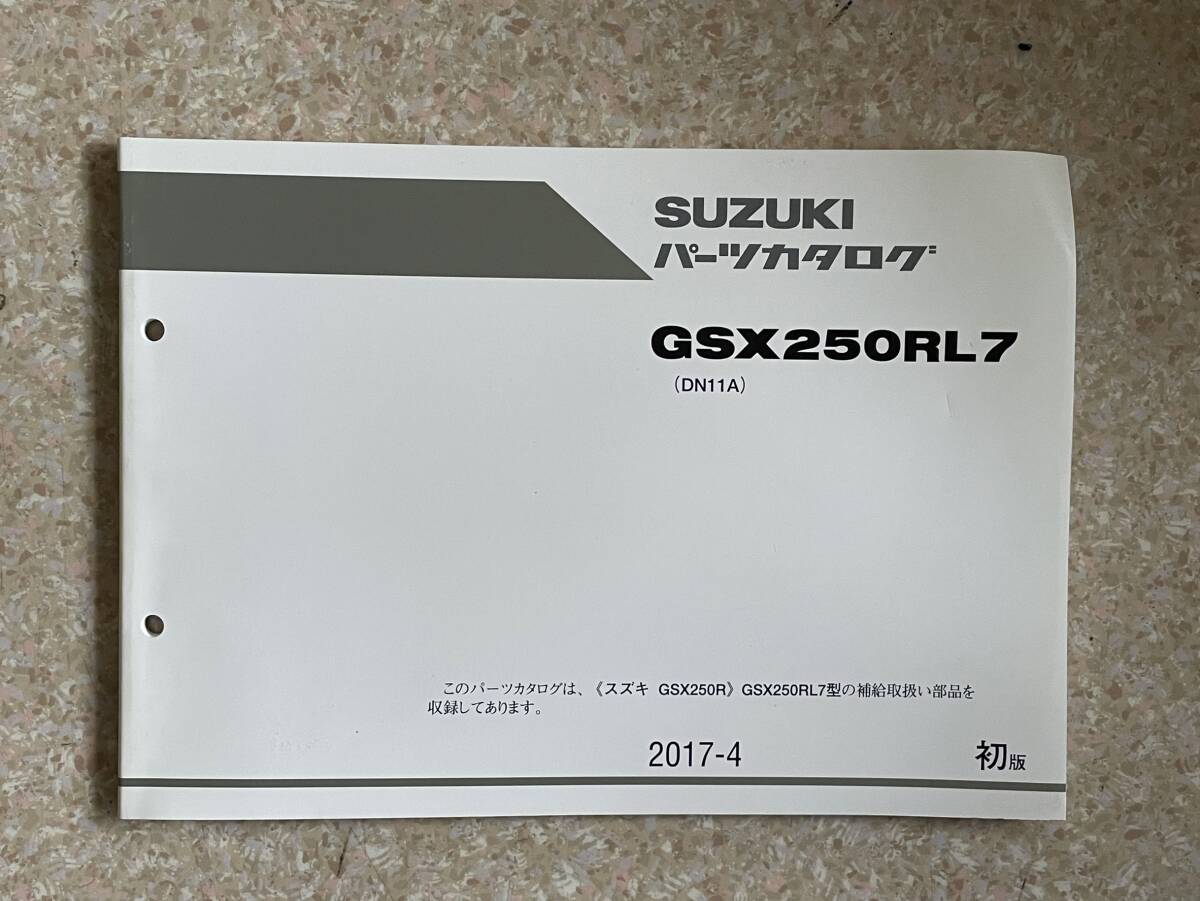 SUZUKI
パーツカタログ
GSX250RL7
(DN11A)
このパーツカタログは、《スズキ GSX250R》GSX250RL7型の補給取扱い部品を
収録してあります。
2017-4 初版